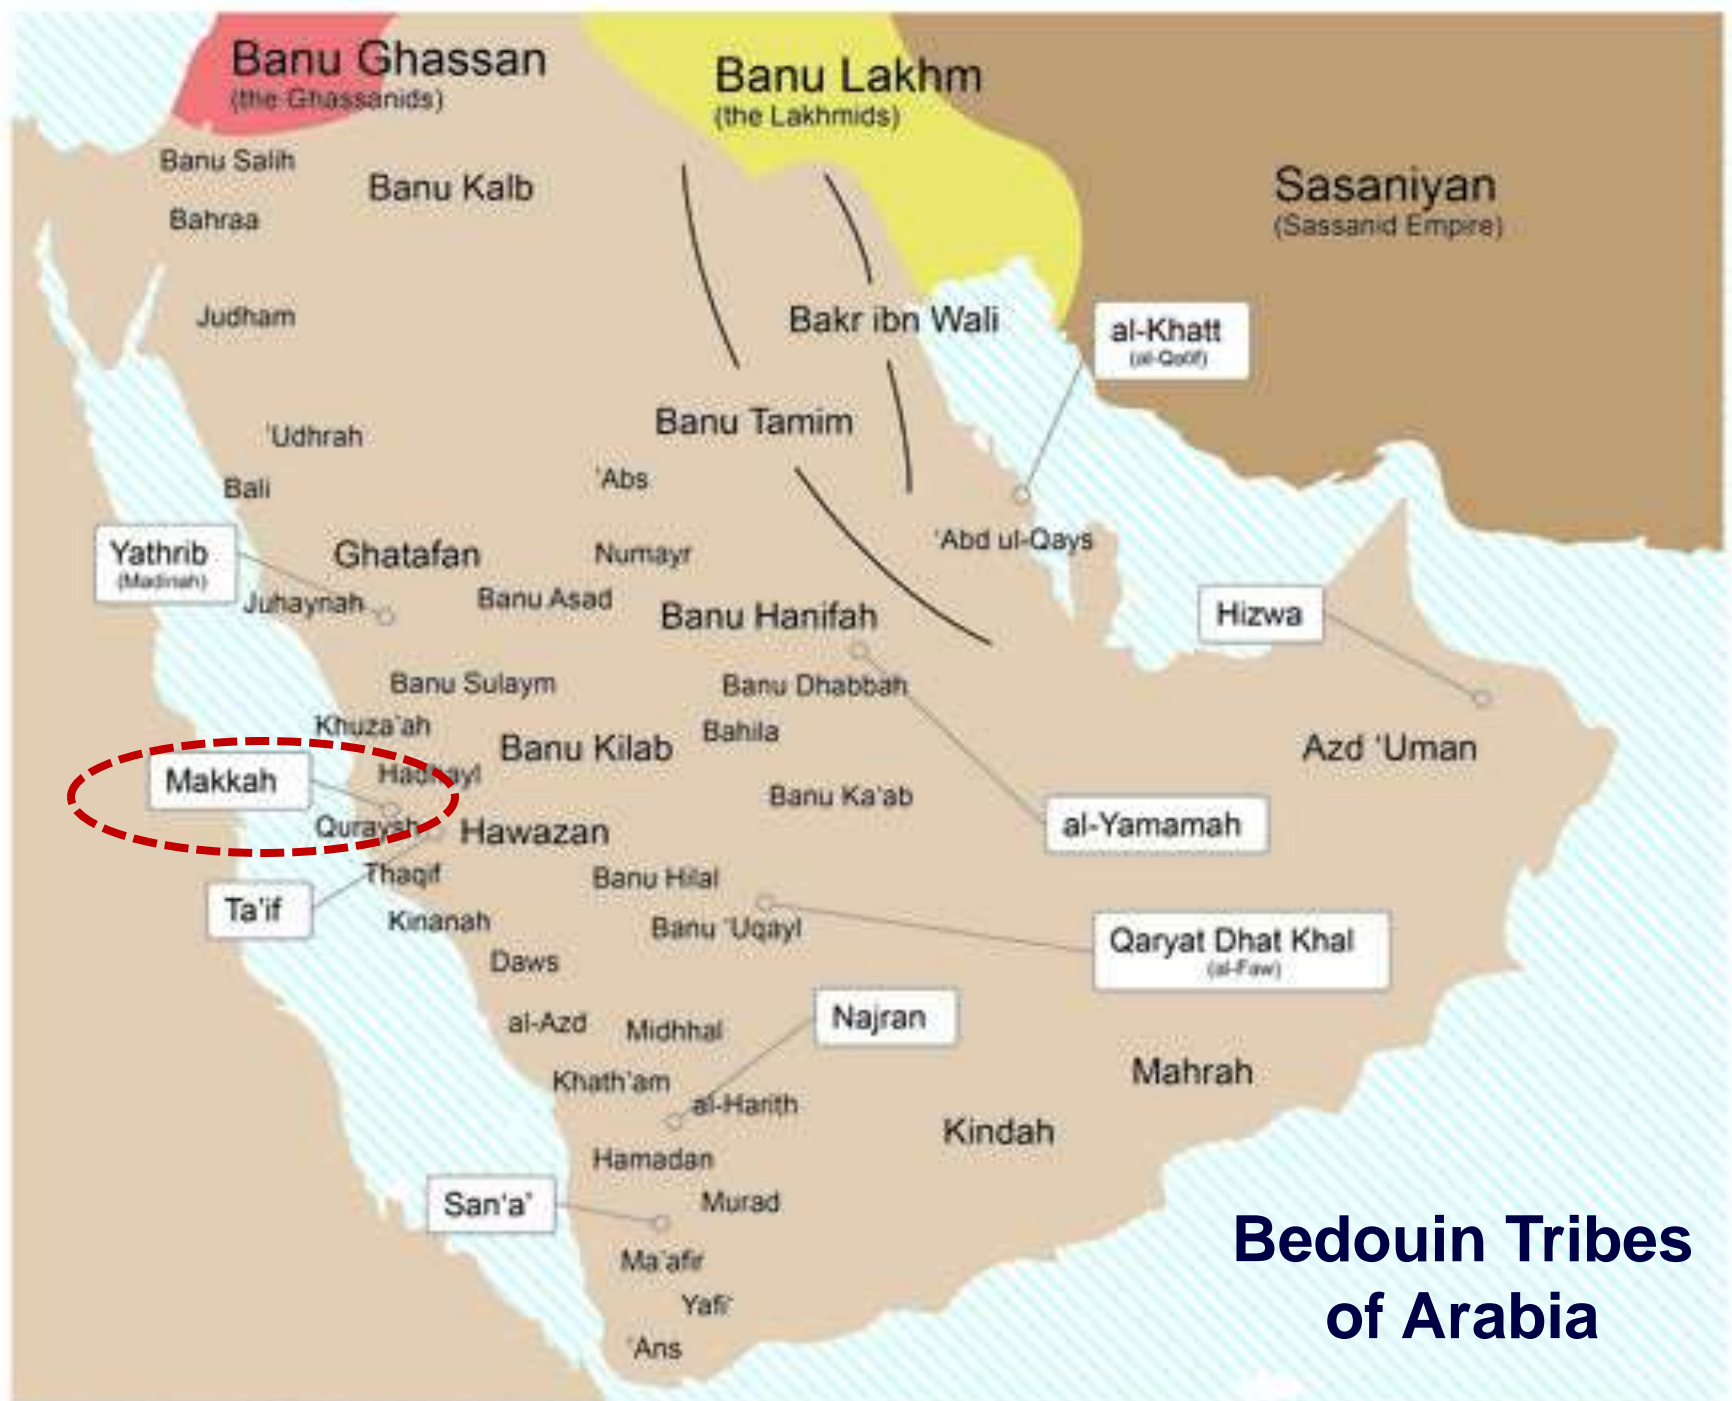 Banu Ghassan
(the Ghassanids)
Banu Lakhm
(the Lakhmids)
Banu Salih
Banu Kalb
Sasaniyan
(Sassanid Empire)
Bahraa
Judham
Bakr ibn Wali
al-Khatt
(al-Qatif)
'Udhrah
Banu Tamim
'Abs
Bali
Yathrib
(Madinah)
Ghatafan
Numayr
'Abd ul-Qays
Juhaynah
Banu Asad
Banu Hanifah
Hizwa
Banu Sulaym
Banu Dhabbah
Khuza'ah
Banu Kilab
Bahila
Azd 'Uman
Makkah
Hadhayl
Banu Ka'ab
Quraysh
Hawazan
al-Yamamah
Thaqif
Banu Hilal
Ta'if
Kinanah
Banu 'Uqayl
Qaryat Dhat Khal
(al-Faw)
Daws
al-Azd
Midhhal
Najran
Khath'am
al-Harith
Mahrah
Kindah
Hamadan
San'a'
Murad
Ma'afir
Yafi'
'Ans
Bedouin Tribes
of Arabia